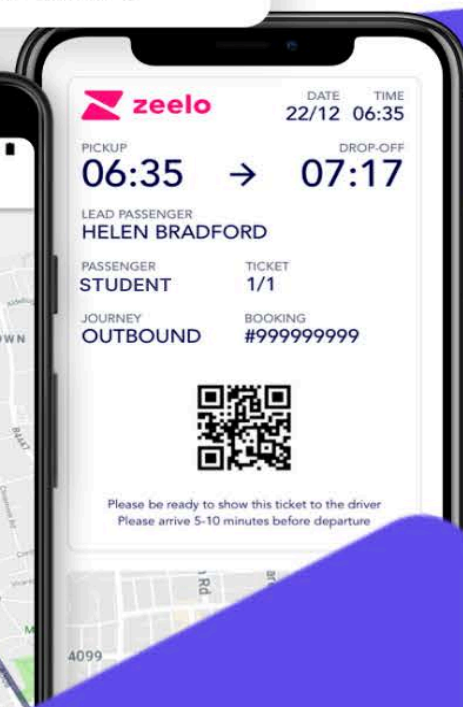 zeelo
DATE TIME
22/12 06:35
PICKUP DROP-OFF
06:35 → 07:17
LEAD PASSENGER
HELEN BRADFORD
PASSENGER TICKET
STUDENT 1/1
JOURNEY BOOKING
OUTBOUND #999999999
Please be ready to show this ticket to the driver
Please arrive 5-10 minutes before departure
Rd
4099